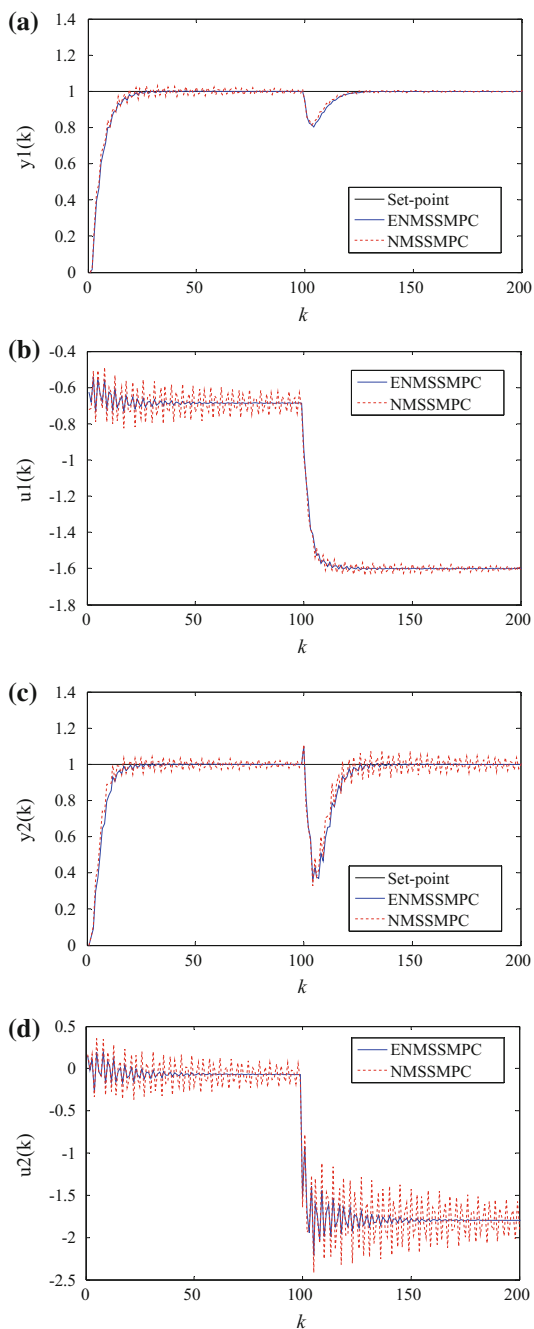 (a)
1.4
1.2
1
0.8
0.6
0.4
0.2
0
y1(k)
Set-point
ENMSSMPC
NMSSMPC
0 50 100 150 200
k
(b)
-0.4
-0.6
-0.8
-1
-1.2
-1.4
-1.6
-1.8
u1(k)
ENMSSMPC
NMSSMPC
0 50 100 150 200
k
(c)
1.4
1.2
1
0.8
0.6
0.4
0.2
0
y2(k)
Set-point
ENMSSMPC
NMSSMPC
0 50 100 150 200
k
(d)
0.5
0
-0.5
-1
-1.5
-2
-2.5
u2(k)
ENMSSMPC
NMSSMPC
0 50 100 150 200
k